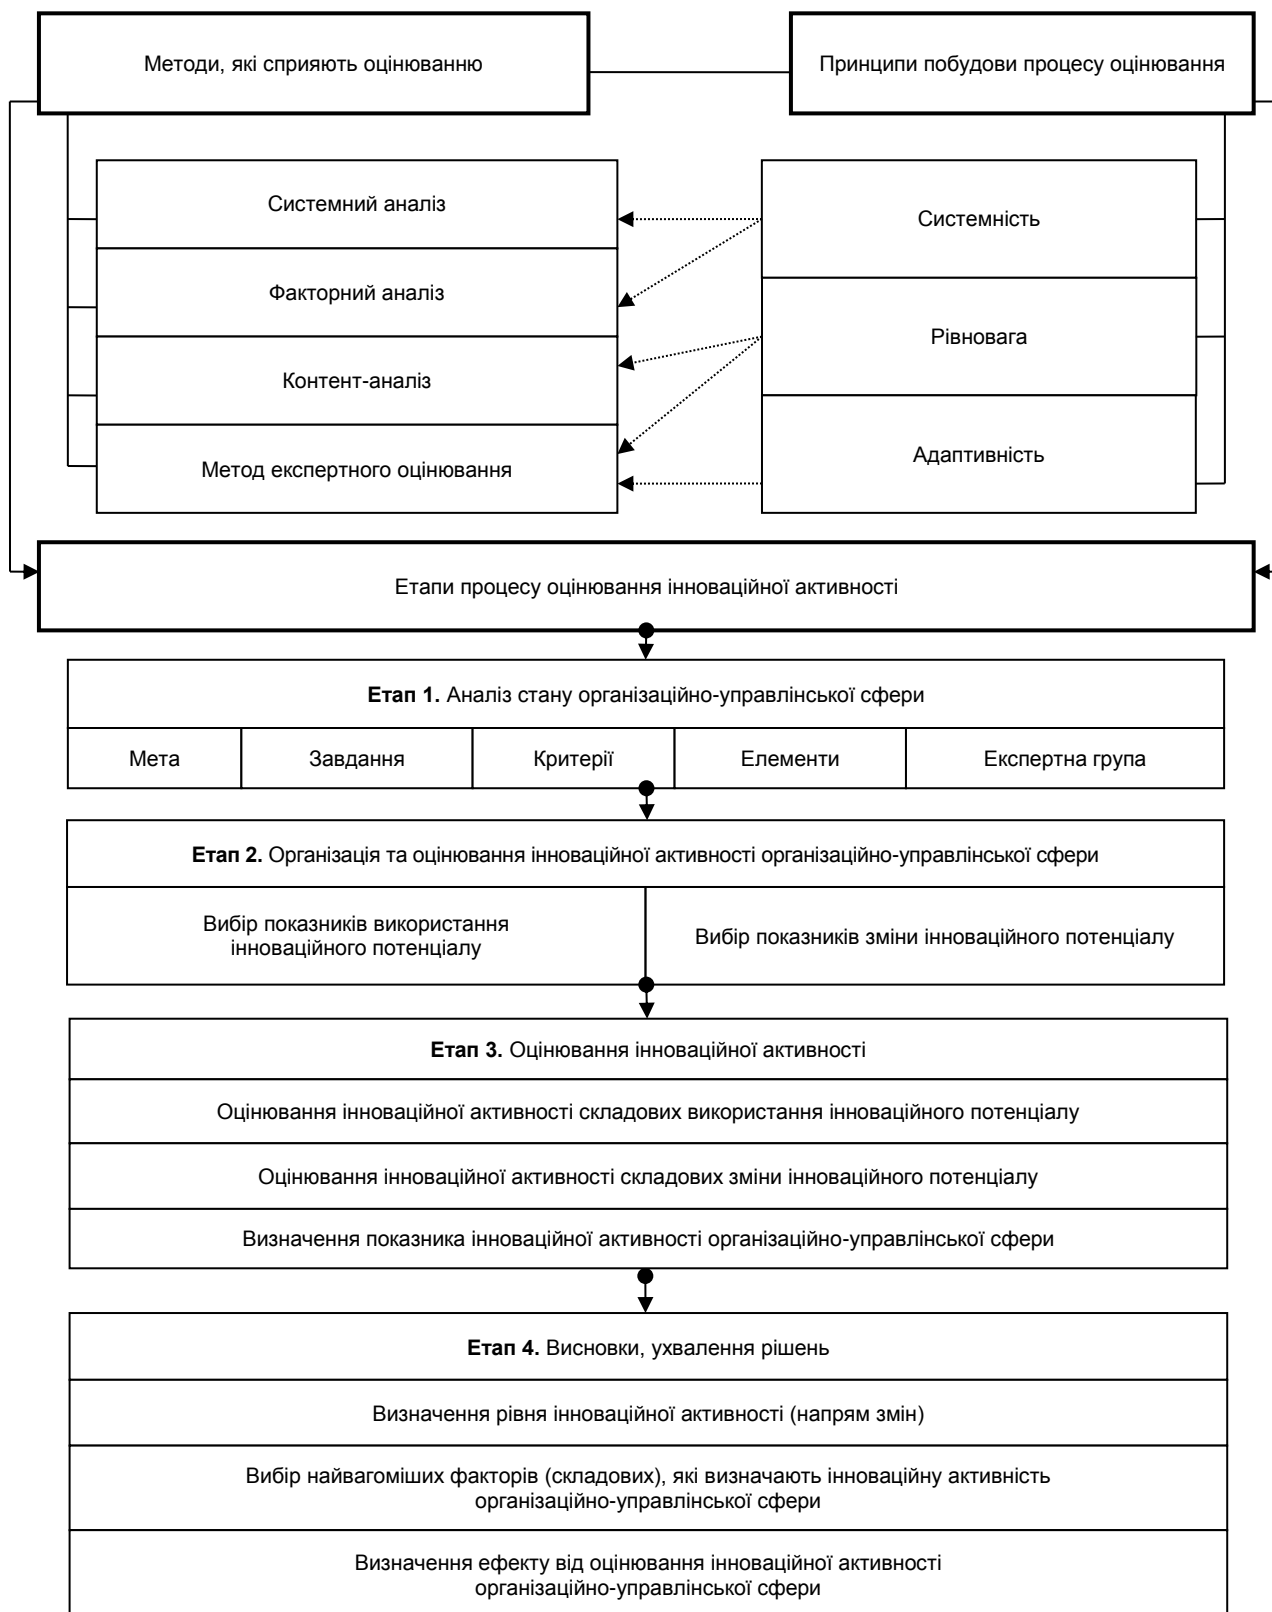 Методи, які сприяють оцінюванню
Принципи побудови процесу оцінювання
Системний аналіз
Факторний аналіз
Контент-аналіз
Метод експертного оцінювання
Системність
Рівновага
Адаптивність
Етапи процесу оцінювання інноваційної активності
Етап 1. Аналіз стану організаційно-управлінської сфери
Мета
Завдання
Критерії
Елементи
Експертна група
Етап 2. Організація та оцінювання інноваційної активності організаційно-управлінської сфери
Вибір показників використання
інноваційного потенціалу
Вибір показників зміни інноваційного потенціалу
Етап 3. Оцінювання інноваційної активності
Оцінювання інноваційної активності складових використання інноваційного потенціалу
Оцінювання інноваційної активності складових зміни інноваційного потенціалу
Визначення показника інноваційної активності організаційно-управлінської сфери
Етап 4. Висновки, ухвалення рішень
Визначення рівня інноваційної активності (напрям змін)
Вибір найвагоміших факторів (складових), які визначають інноваційну активність
організаційно-управлінської сфери
Визначення ефекту від оцінювання інноваційної активності
організаційно-управлінської сфери